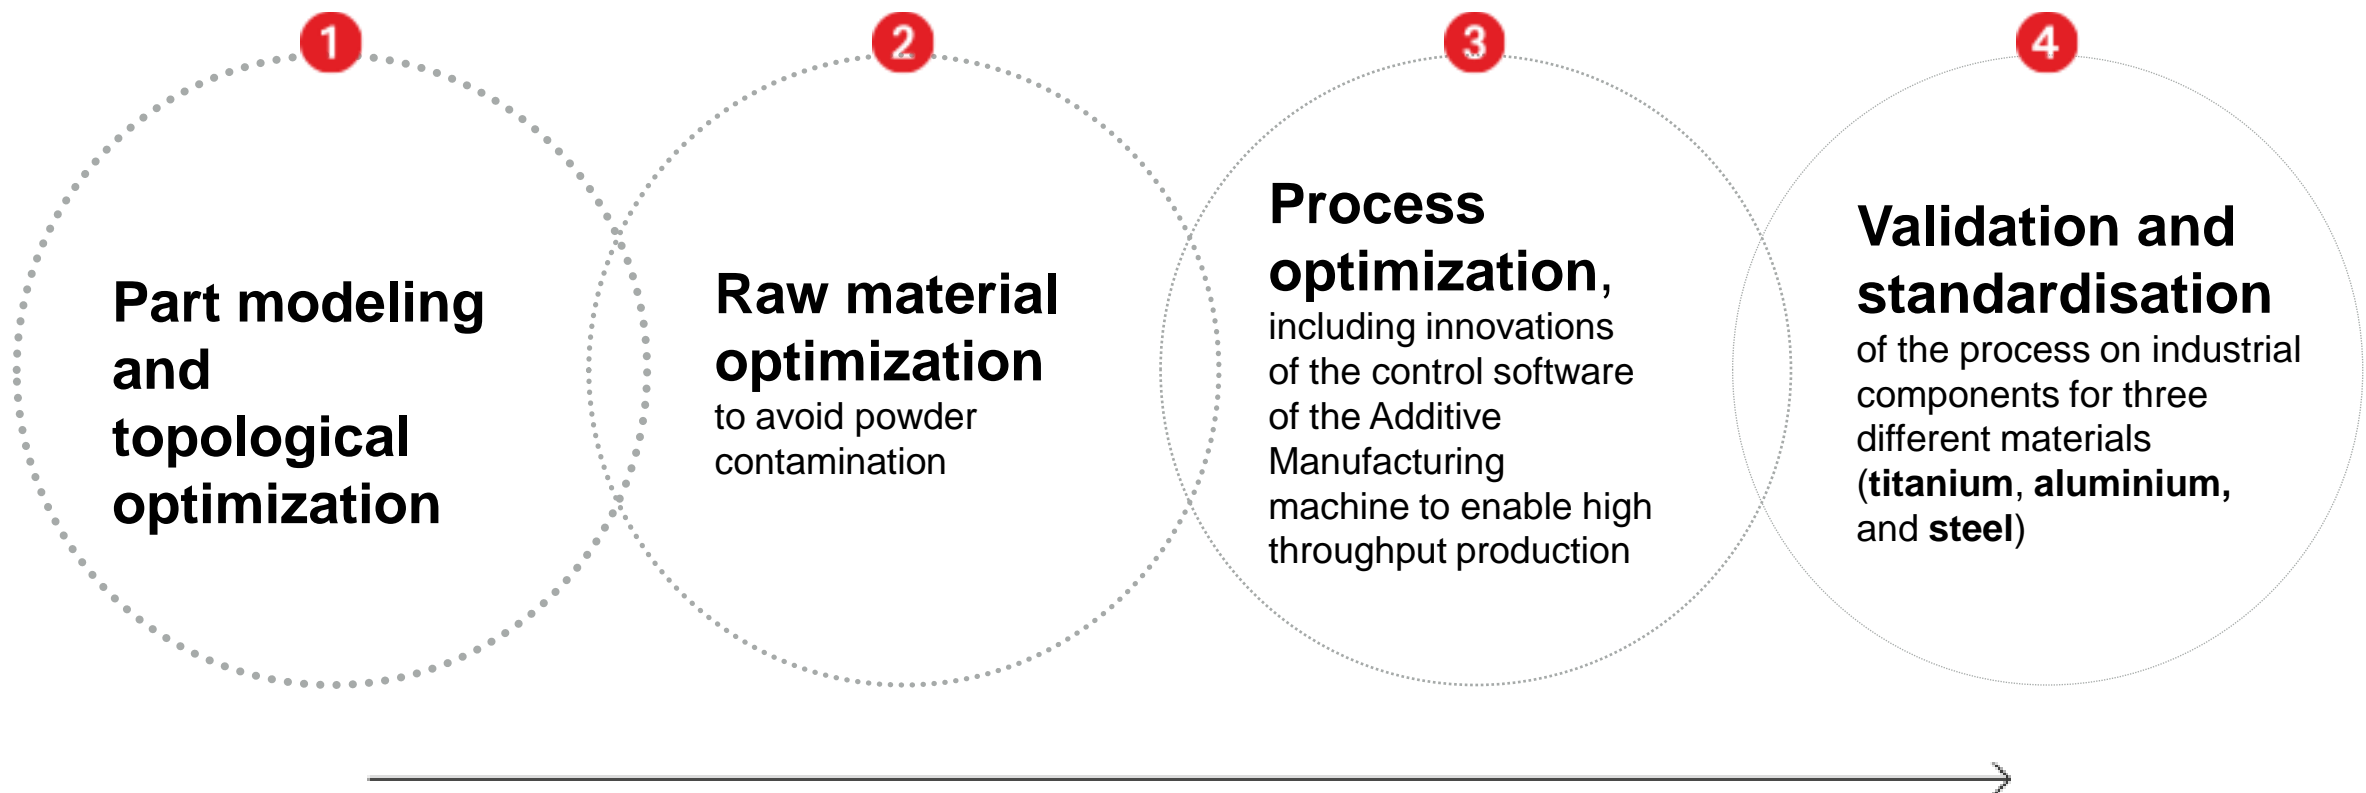 1
Part modeling
and
topological
optimization
2
Raw material
optimization
to avoid powder
contamination
3
Process
optimization,
including innovations
of the control software
of the Additive
Manufacturing
machine to enable high
throughput production
4
Validation and
standardisation
of the process on industrial
components for three
different materials
(titanium, aluminium,
and steel)